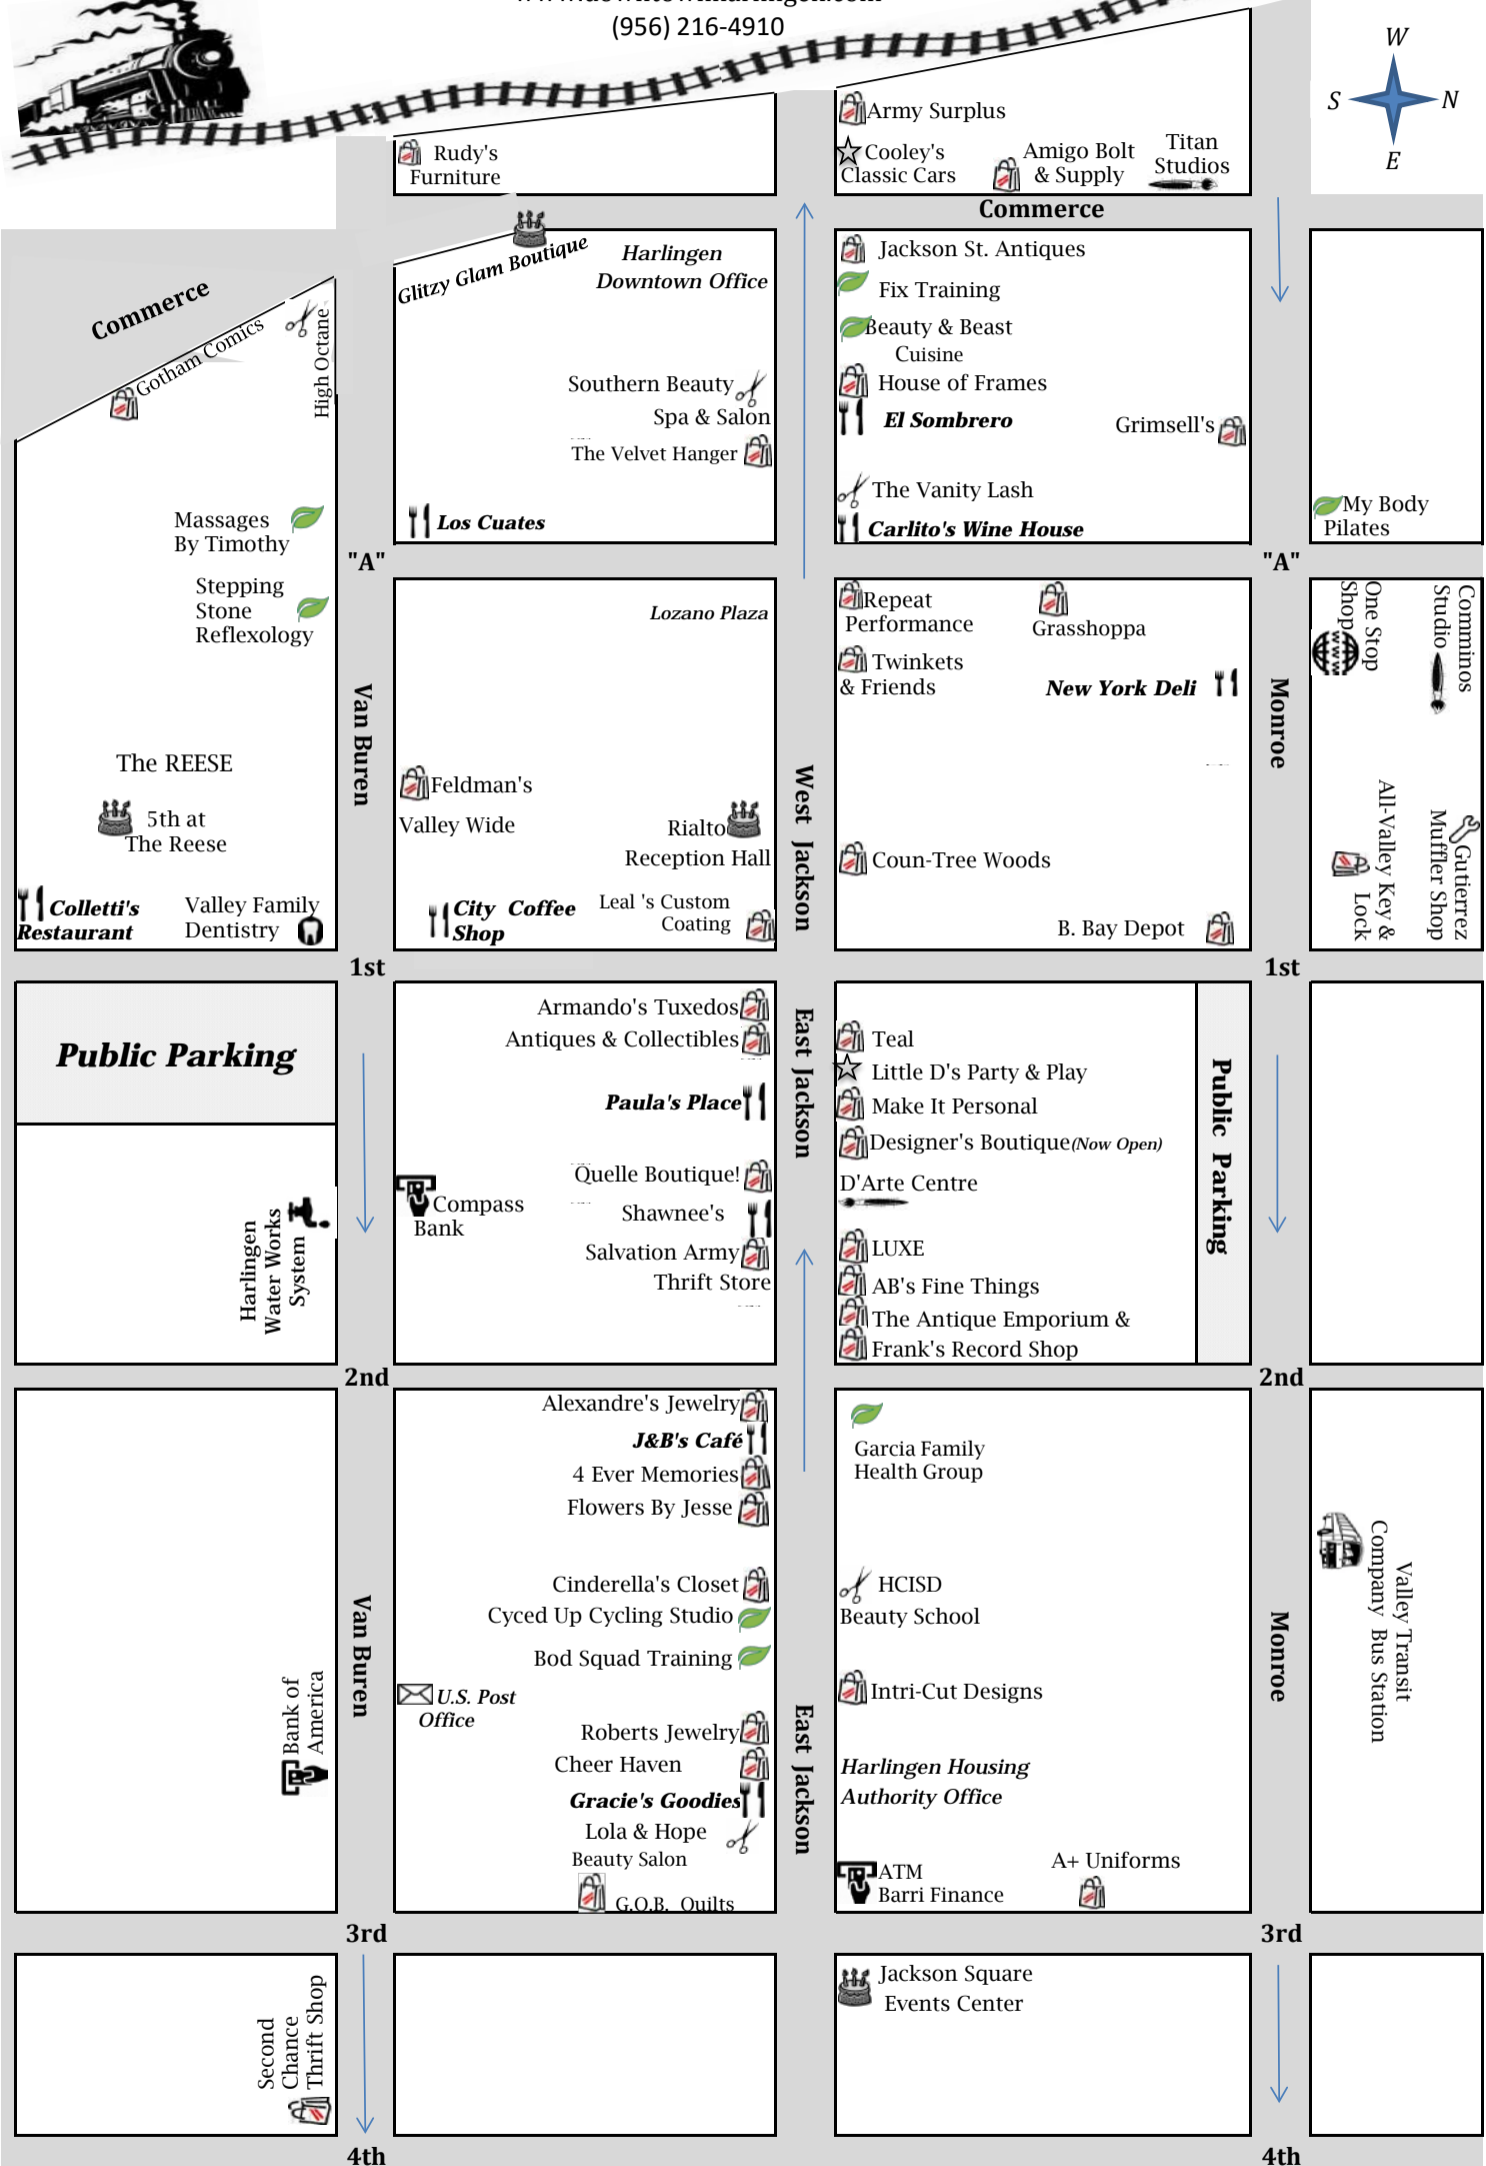 (956) 216-4910
W
S
N
E
Army Surplus
Cooley's
Classic Cars
Amigo Bolt
& Supply
Titan
Studios
Rudy's
Furniture
Commerce
Commerce
Gotham Comics
High Octane
Massages
By Timothy
Stepping
Stone
Reflexology
The REESE
5th at
The Reese
Colletti's
Restaurant
Valley Family
Dentistry
Glitzy Glam Boutique
Harlingen
Downtown Office
Southern Beauty
Spa & Salon
The Velvet Hanger
Los Cuates
Jackson St. Antiques
Fix Training
Beauty & Beast
Cuisine
House of Frames
El Sombrero
Grimsell's
The Vanity Lash
Carlito's Wine House
My Body
Pilates
"A"
"A"
Van Buren
Lozano Plaza
Feldman's
Valley Wide
Rialto
Reception Hall
City Coffee
Shop
Leal 's Custom
Coating
West Jackson
Repeat
Performance
Grasshoppa
Twinkets
& Friends
New York Deli
Coun-Tree Woods
B. Bay Depot
Monroe
One Stop
Shop
Comminos
Studio
All-Valley Key &
Lock
Gutierrez
Muffler Shop
1st
1st
Public Parking
Harlingen
Water Works
System
Armando's Tuxedos
Antiques & Collectibles
Paula's Place
Quelle Boutique!
Compass
Bank
Shawnee's
Salvation Army
Thrift Store
East Jackson
Teal
Little D's Party & Play
Make It Personal
Designer's Boutique(Now Open)
D'Arte Centre
LUXE
AB's Fine Things
The Antique Emporium &
Frank's Record Shop
Public Parking
2nd
2nd
Bank of
America
Van Buren
Alexandre's Jewelry
J&B's Café
4 Ever Memories
Flowers By Jesse
Cinderella's Closet
Cyced Up Cycling Studio
Bod Squad Training
U.S. Post
Office
Roberts Jewelry
Cheer Haven
Gracie's Goodies
Lola & Hope
Beauty Salon
G.O.B. Quilts
East Jackson
Garcia Family
Health Group
HCISD
Beauty School
Intri-Cut Designs
Harlingen Housing
Authority Office
ATM
Barri Finance
A+ Uniforms
Monroe
Valley Transit
Company Bus Station
3rd
3rd
Second
Chance
Thrift Shop
Jackson Square
Events Center
4th
4th